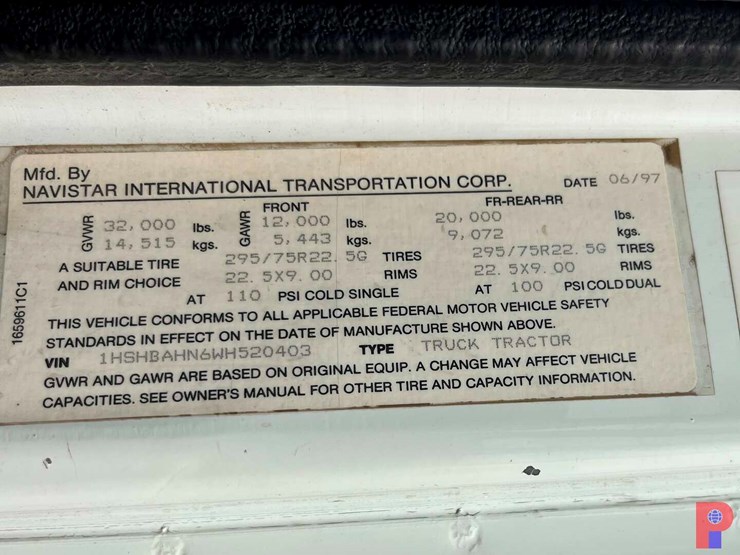 Mfd. By
NAVISTAR INTERNATIONAL TRANSPORTATION CORP. DATE 06/97
FRONT FR-REAR-RR
GVWR 32,000 lbs. GAWR 12,000 lbs. 20,000 lbs.
14,515 kgs. 5,443 kgs. 9,072 kgs.
A SUITABLE TIRE 295/75R22.5G TIRES 295/75R22.5G TIRES
AND RIM CHOICE 22.5X9.00 RIMS 22.5X9.00 RIMS
AT 110 PSI COLD SINGLE AT 100 PSI COLD DUAL
THIS VEHICLE CONFORMS TO ALL APPLICABLE FEDERAL MOTOR VEHICLE SAFETY
STANDARDS IN EFFECT ON THE DATE OF MANUFACTURE SHOWN ABOVE.
VIN 1HSHBAHN6WH520403 TYPE TRUCK TRACTOR
GVWR AND GAWR ARE BASED ON ORIGINAL EQUIP. A CHANGE MAY AFFECT VEHICLE
CAPACITIES. SEE OWNER'S MANUAL FOR OTHER TIRE AND CAPACITY INFORMATION.
1659611C1